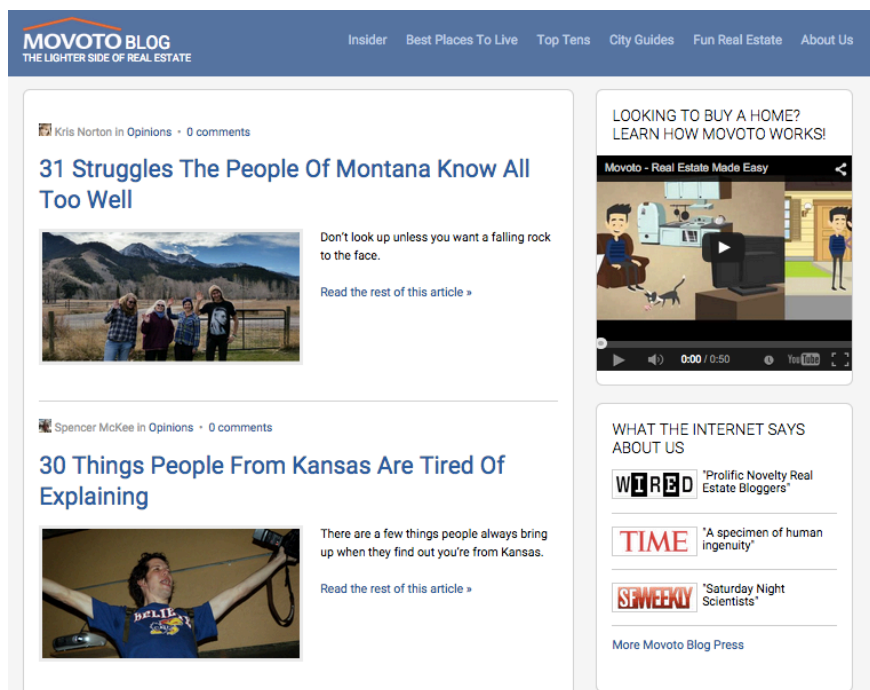 MOVOTO BLOG
THE LIGHTER SIDE OF REAL ESTATE
Insider Best Places To Live Top Tens City Guides Fun Real Estate About Us
Kris Norton in Opinions • 0 comments
31 Struggles The People Of Montana Know All
Too Well
Don't look up unless you want a falling rock
to the face.
Read the rest of this article »
Spencer McKee in Opinions • 0 comments
30 Things People From Kansas Are Tired Of
Explaining
BELIE
There are a few things people always bring
up when they find out you're from Kansas.
Read the rest of this article »
LOOKING TO BUY A HOME?
LEARN HOW MOVOTO WORKS!
Movoto - Real Estate Made Easy
0:00 / 0:50
YouTube
WHAT THE INTERNET SAYS
ABOUT US
WIRED
"Prolific Novelty Real
Estate Bloggers"
TIME
"A specimen of human
ingenuity"
SFWEEKLY
"Saturday Night
Scientists"
More Movoto Blog Press